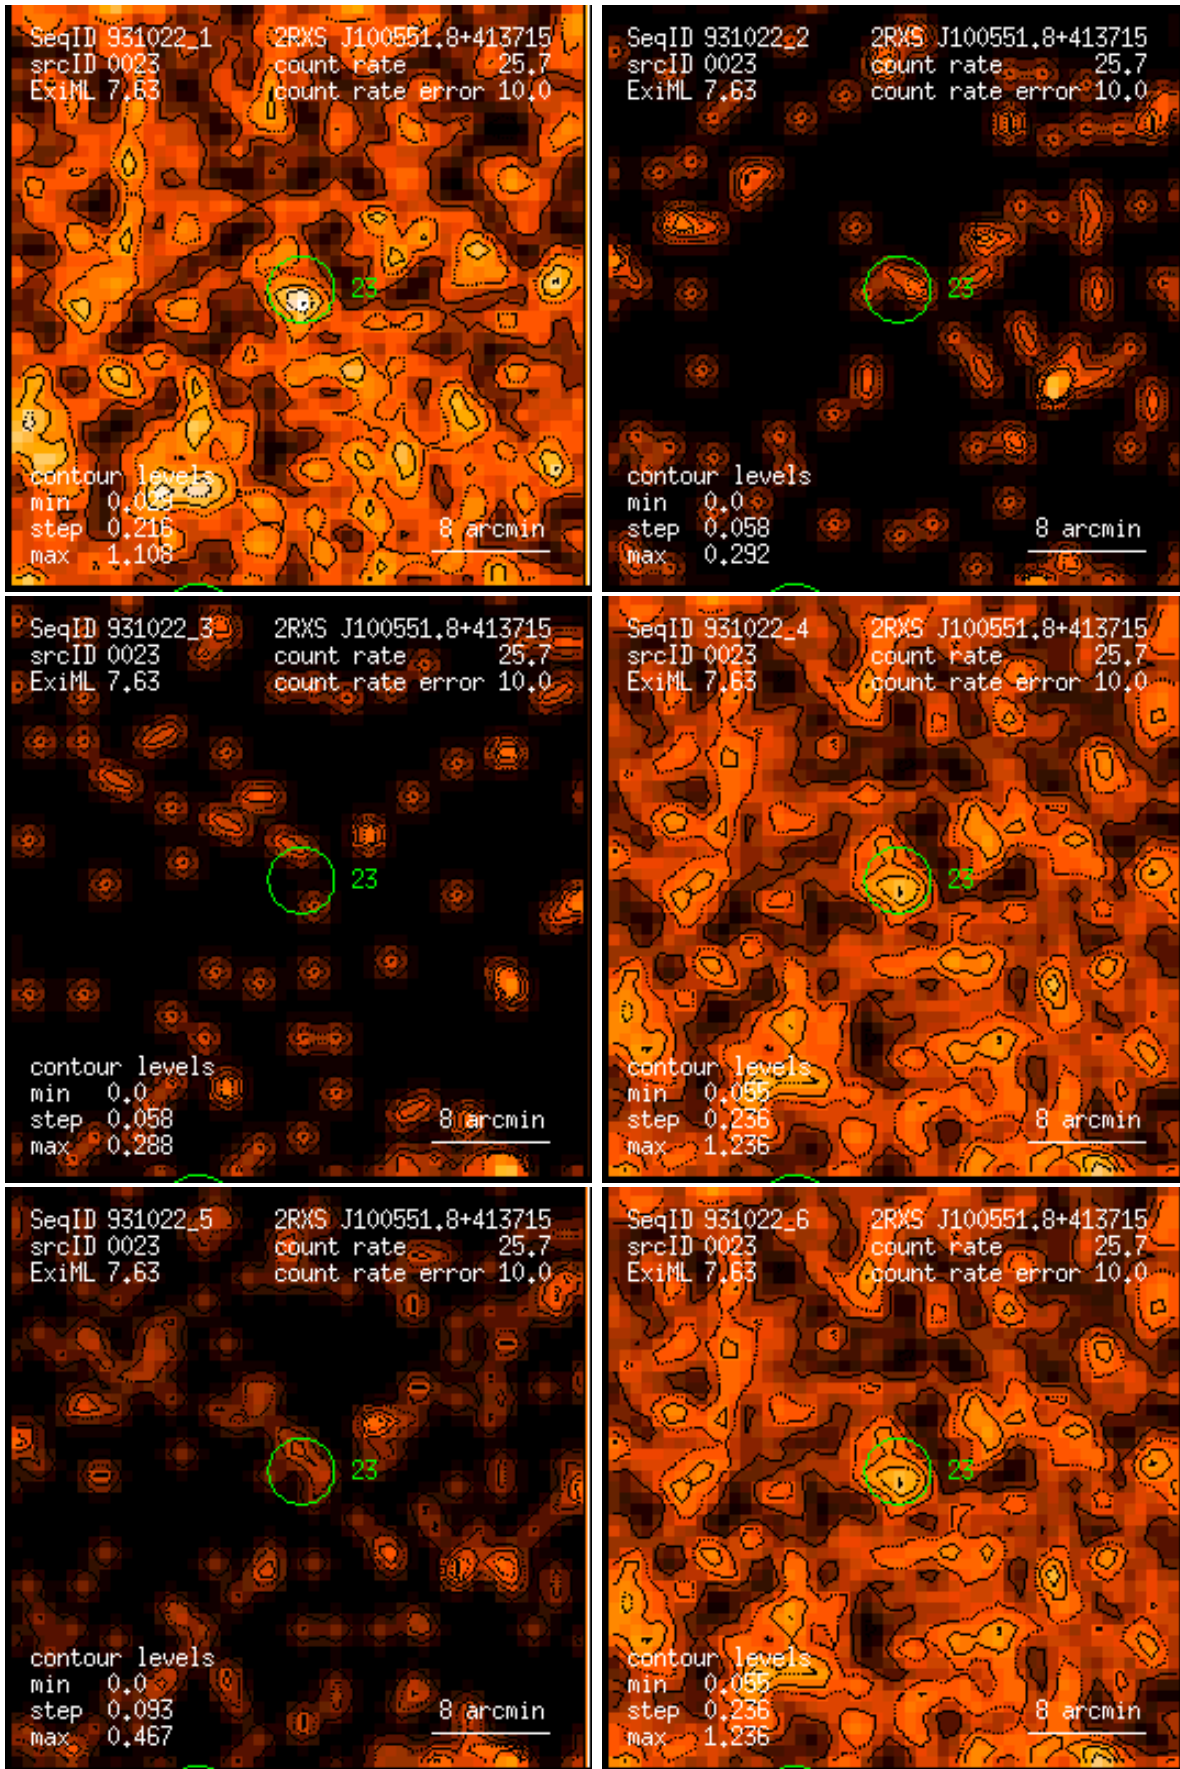 SeqID 931022_1 2RXS J100551.8+413715
srcID 0023 count rate 25.7
ExiML 7.63 count rate error 10.0
23
contour levels
min 0.029
step 0.216
max 1.108
8 arcmin
SeqID 931022_2 2RXS J100551.8+413715
srcID 0023 count rate 25.7
ExiML 7.63 count rate error 10.0
23
contour levels
min 0.0
step 0.058
max 0.292
8 arcmin
SeqID 931022_3 2RXS J100551.8+413715
srcID 0023 count rate 25.7
ExiML 7.63 count rate error 10.0
23
contour levels
min 0.0
step 0.058
max 0.288
8 arcmin
SeqID 931022_4 2RXS J100551.8+413715
srcID 0023 count rate 25.7
ExiML 7.63 count rate error 10.0
23
contour levels
min 0.055
step 0.236
max 1.236
8 arcmin
SeqID 931022_5 2RXS J100551.8+413715
srcID 0023 count rate 25.7
ExiML 7.63 count rate error 10.0
23
contour levels
min 0.0
step 0.093
max 0.467
8 arcmin
SeqID 931022_6 2RXS J100551.8+413715
srcID 0023 count rate 25.7
ExiML 7.63 count rate error 10.0
23
contour levels
min 0.055
step 0.236
max 1.236
8 arcmin